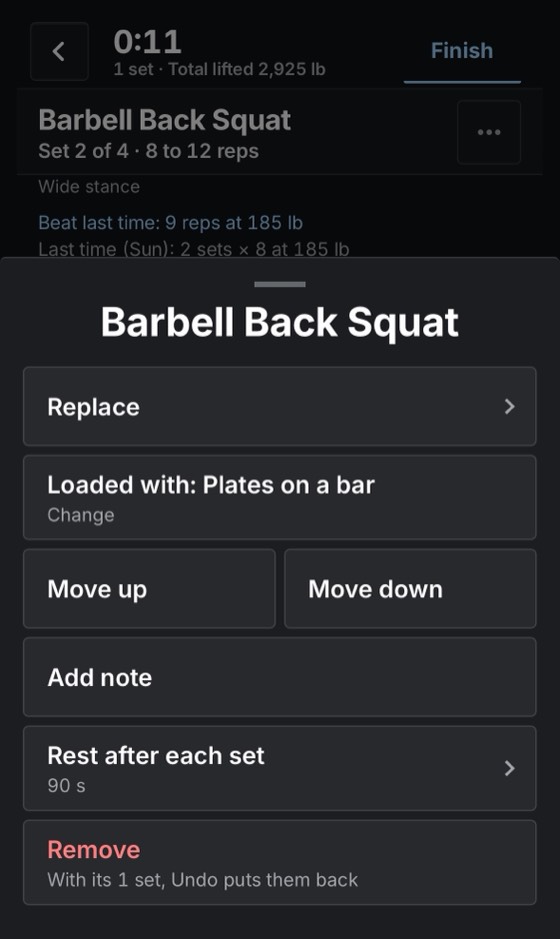 0:11
1 set · Total lifted 2,925 lb
Finish
Barbell Back Squat
Set 2 of 4 · 8 to 12 reps
Wide stance
Beat last time: 9 reps at 185 lb
Last time (Sun): 2 sets × 8 at 185 lb
Barbell Back Squat
Replace
Loaded with: Plates on a bar
Change
Move up
Move down
Add note
Rest after each set
90 s
Remove
With its 1 set, Undo puts them back